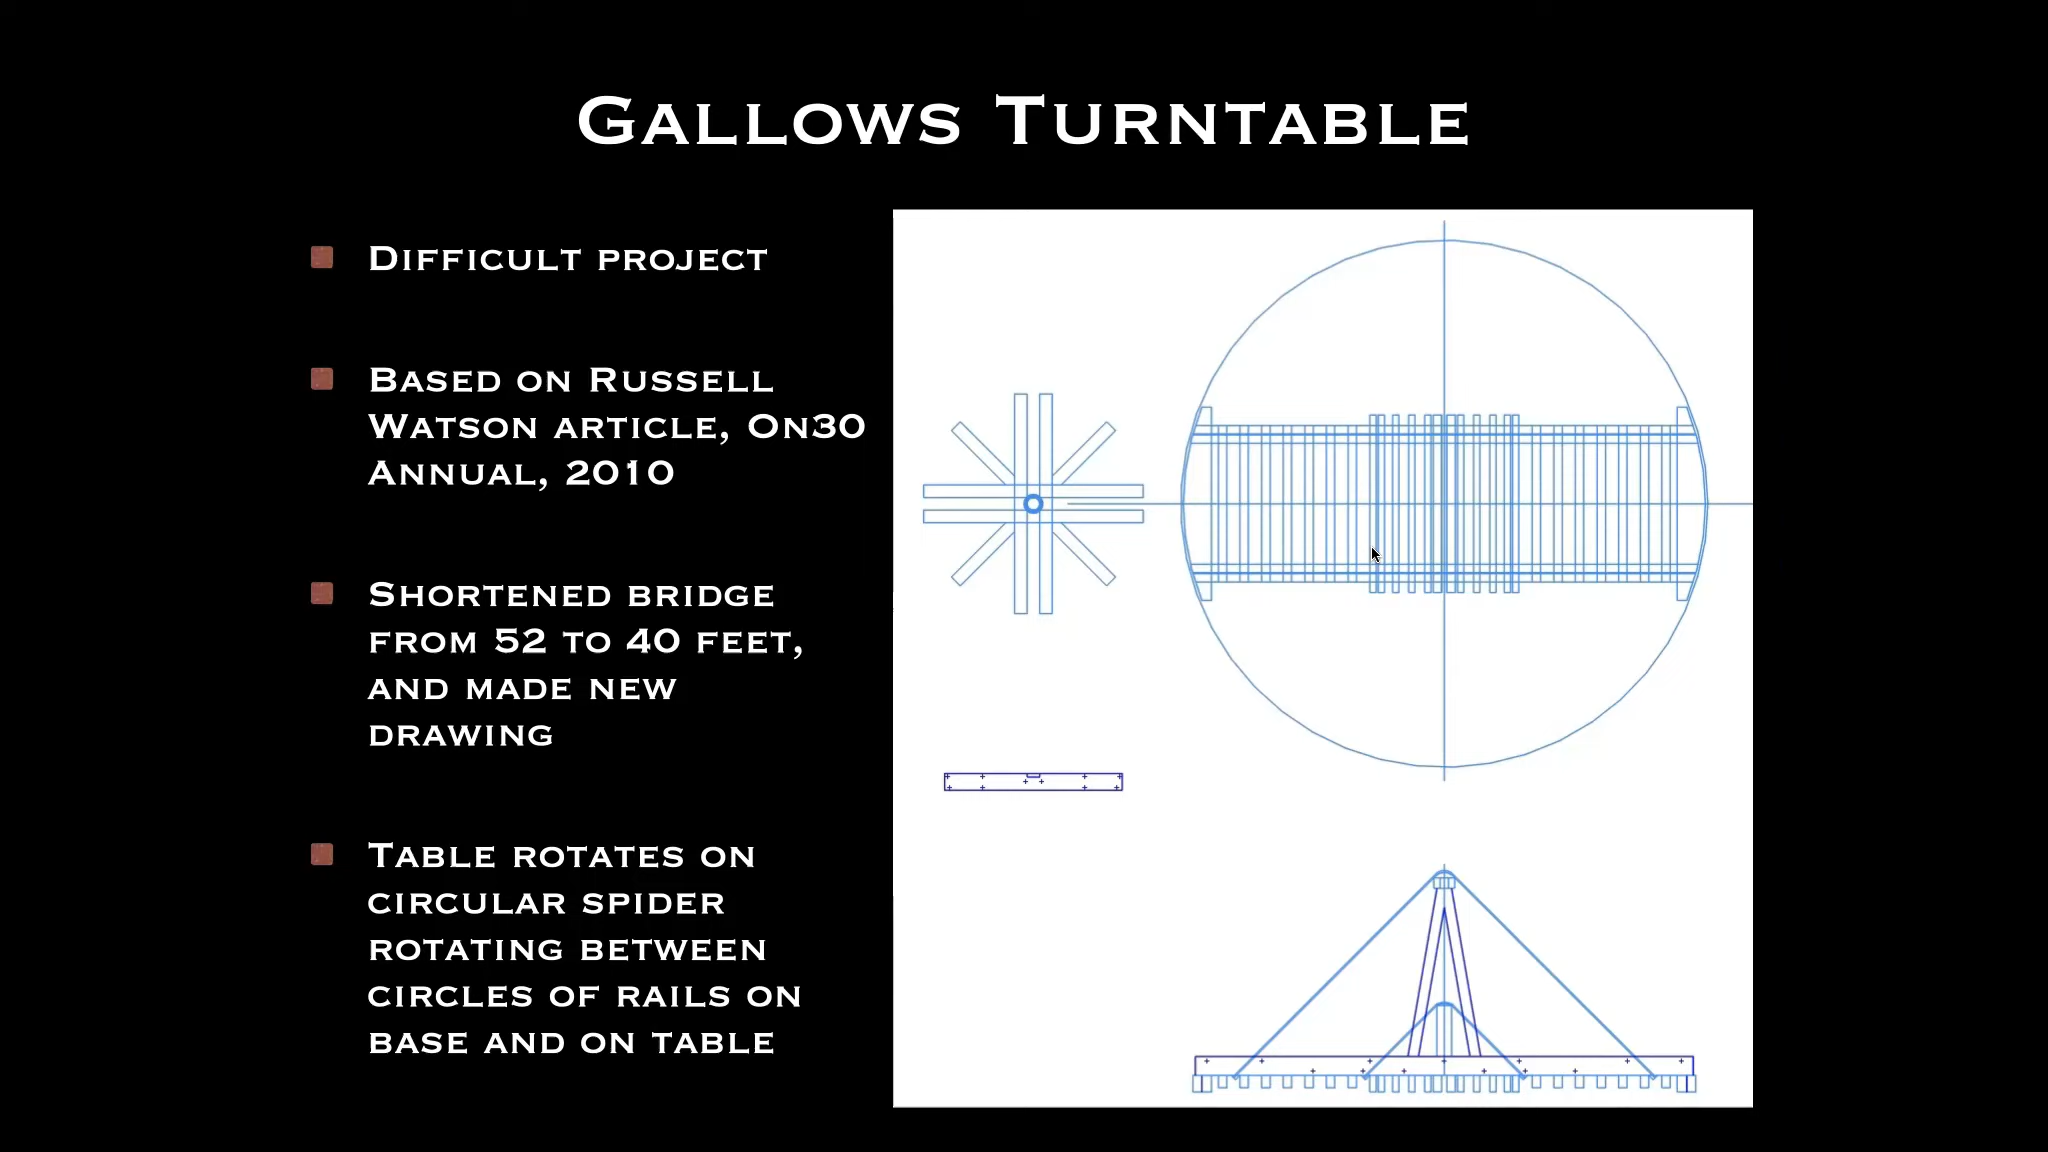 Gallows Turntable
Difficult project
Based on Russell
Watson article, On30
Annual, 2010
Shortened bridge
from 52 to 40 feet,
and made new
drawing
Table rotates on
circular spider
rotating between
circles of rails on
base and on table